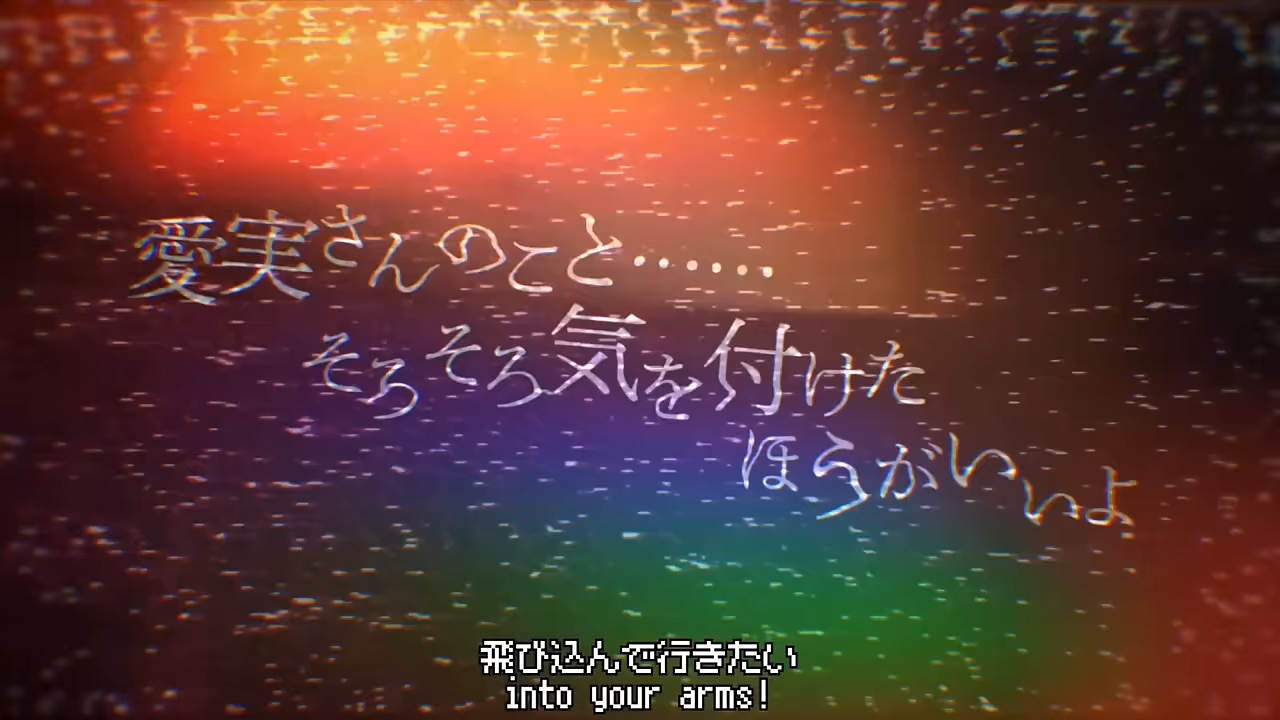 愛実さんのこと……
そろそろ気を付けた
ほうがいいよ
飛び込んで行きたい
into your arms!